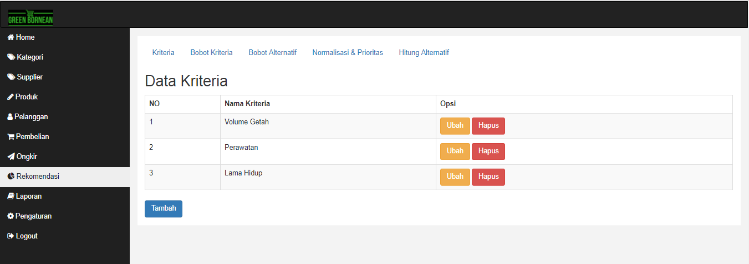 GREEN BORNEAN
Home
Kategori
Supplier
Produk
Pelanggan
Pembelian
Ongkir
Rekomendasi
Laporan
Pengaturan
Logout
Kriteria Bobot Kriteria Bobot Alternatif Normalisasi & Prioritas Hitung Alternatif
Data Kriteria
NO Nama Kriteria Opsi
1 Volume Getah Ubah Hapus
2 Perawatan Ubah Hapus
3 Lama Hidup Ubah Hapus
Tambah